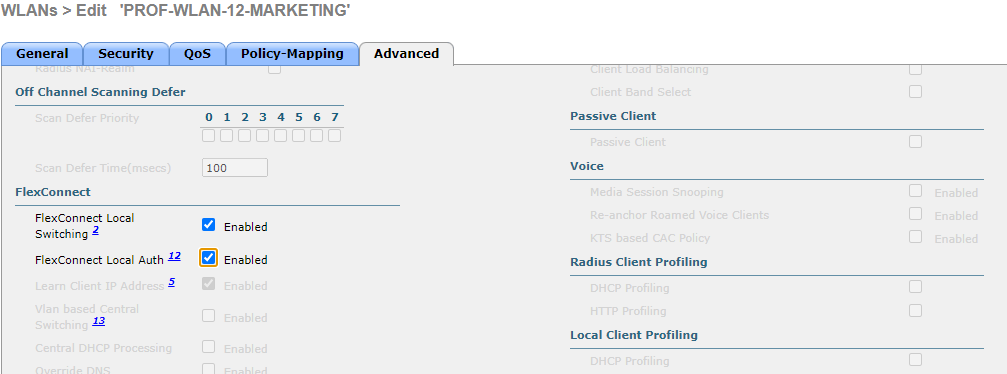 WLANs > Edit 'PROF-WLAN-12-MARKETING'
General Security QoS Policy-Mapping Advanced
Radius NAI-Realm
Off Channel Scanning Defer
Scan Defer Priority 0 1 2 3 4 5 6 7
Scan Defer Time(msecs) 100
FlexConnect
FlexConnect Local
Switching 2 Enabled
FlexConnect Local Auth 12 Enabled
Learn Client IP Address 5 Enabled
Vlan based Central
Switching 13 Enabled
Central DHCP Processing Enabled
Override DNS Enabled
Client Load Balancing
Client Band Select
Passive Client
Passive Client
Voice
Media Session Snooping Enabled
Re-anchor Roamed Voice Clients Enabled
KTS based CAC Policy Enabled
Radius Client Profiling
DHCP Profiling
HTTP Profiling
Local Client Profiling
DHCP Profiling